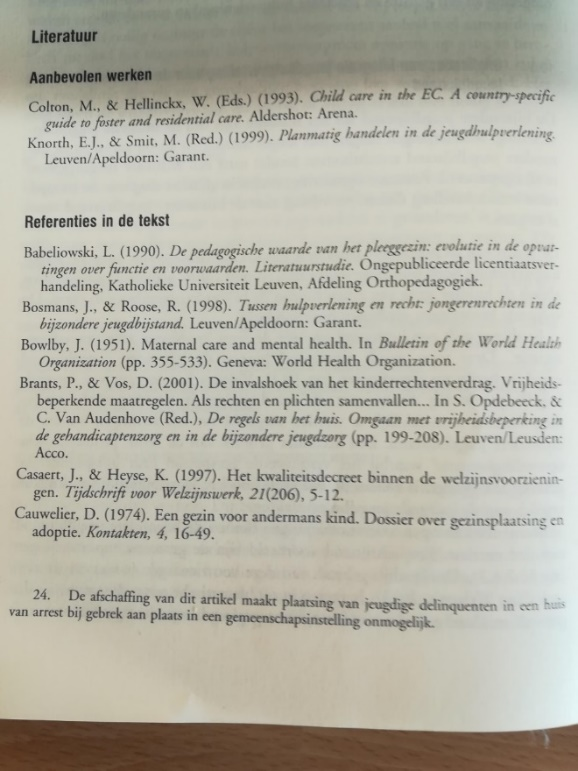 Literatuur
Aanbevolen werken
Colton, M., & Hellinckx, W. (Eds.) (1993). Child care in the EC. A country-specific
guide to foster and residential care. Aldershot: Arena.
Knorth, E.J., & Smit, M. (Red.) (1999). Planmatig handelen in de jeugdhulpverlening.
Leuven/Apeldoorn: Garant.
Referenties in de tekst
Babeliowski, L. (1990). De pedagogische waarde van het pleeggezin: evolutie in de opvat-
tingen over functie en voorwaarden. Literatuurstudie. Ongepubliceerde licentiaatsver-
handeling, Katholieke Universiteit Leuven, Afdeling Orthopedagogiek.
Bosmans, J., & Roose, R. (1998). Tussen hulpverlening en recht: jongerenrechten in de
bijzondere jeugdbijstand. Leuven/Apeldoorn: Garant.
Bowlby, J. (1951). Maternal care and mental health. In Bulletin of the World Health
Organization (pp. 355-533). Geneva: World Health Organization.
Brants, P., & Vos, D. (2001). De invalshoek van het kinderrechtenverdrag. Vrijheids-
beperkende maatregelen. Als rechten en plichten samenvallen... In S. Opdebeeck, &
C. Van Audenhove (Red.), De regels van het huis. Omgaan met vrijheidsbeperking in
de gehandicaptenzorg en in de bijzondere jeugdzorg (pp. 199-208). Leuven/Leusden:
Acco.
Casaert, J., & Heyse, K. (1997). Het kwaliteitsdecreet binnen de welzijnsvoorzienin-
gen. Tijdschrift voor Welzijnswerk, 21(206), 5-12.
Cauwelier, D. (1974). Een gezin voor andermans kind. Dossier over gezinsplaatsing en
adoptie. Kontakten, 4, 16-49.
24. De afschaffing van dit artikel maakt plaatsing van jeugdige delinquenten in een huis
van arrest bij gebrek aan plaats in een gemeenschapsinstelling onmogelijk.